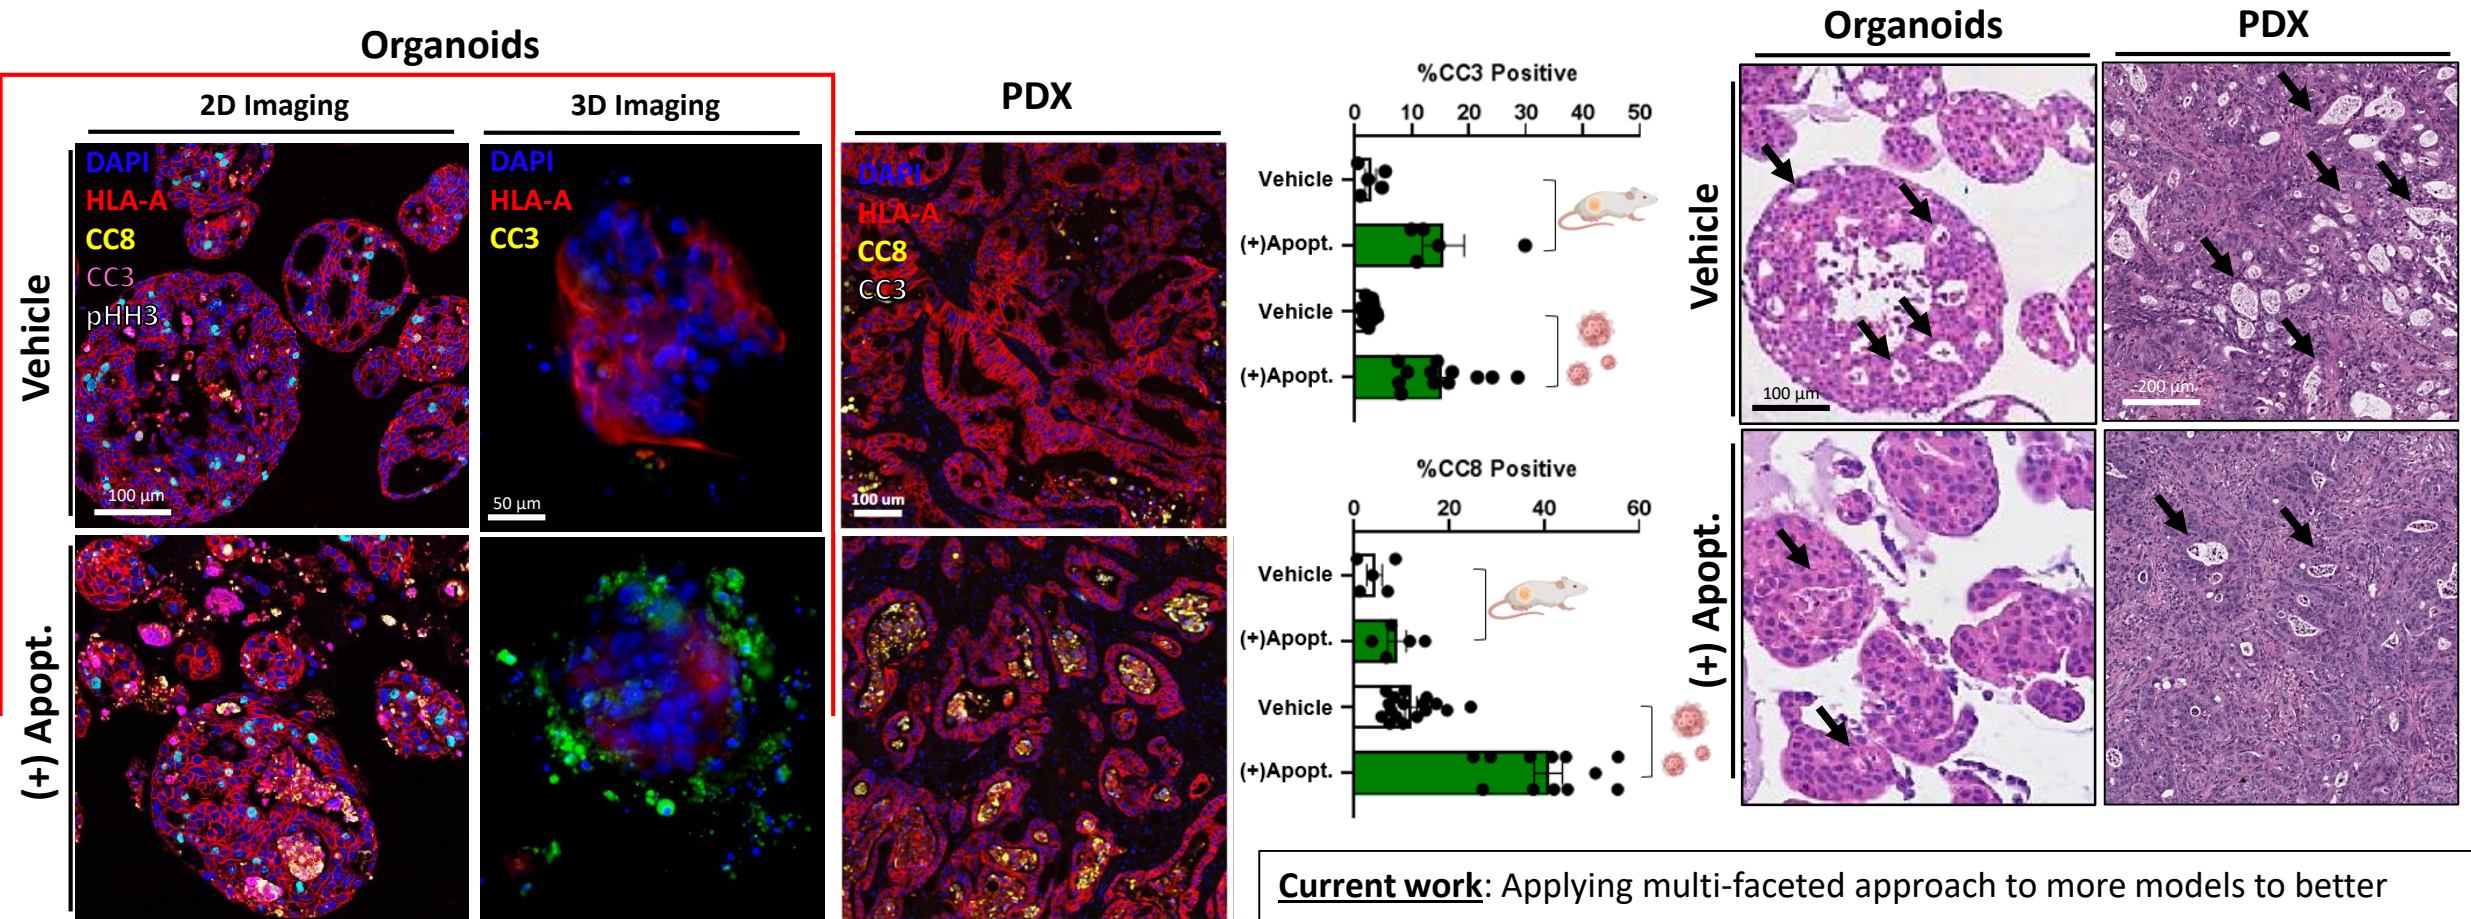 Organoids
2D Imaging
3D Imaging
PDX
Vehicle
(+) Apopt.
DAPI
HLA-A
CC8
CC3
pHH3
100 µm
DAPI
HLA-A
CC3
50 µm
DAPI
HLA-A
CC8
CC3
100 um
%CC3 Positive
0 10 20 30 40 50
Vehicle
(+)Apopt.
Vehicle
(+)Apopt.
%CC8 Positive
0 20 40 60
Vehicle
(+)Apopt.
Vehicle
(+)Apopt.
Organoids
PDX
Vehicle
(+) Apopt.
100 µm
200 µm
Current work: Applying multi-faceted approach to more models to better